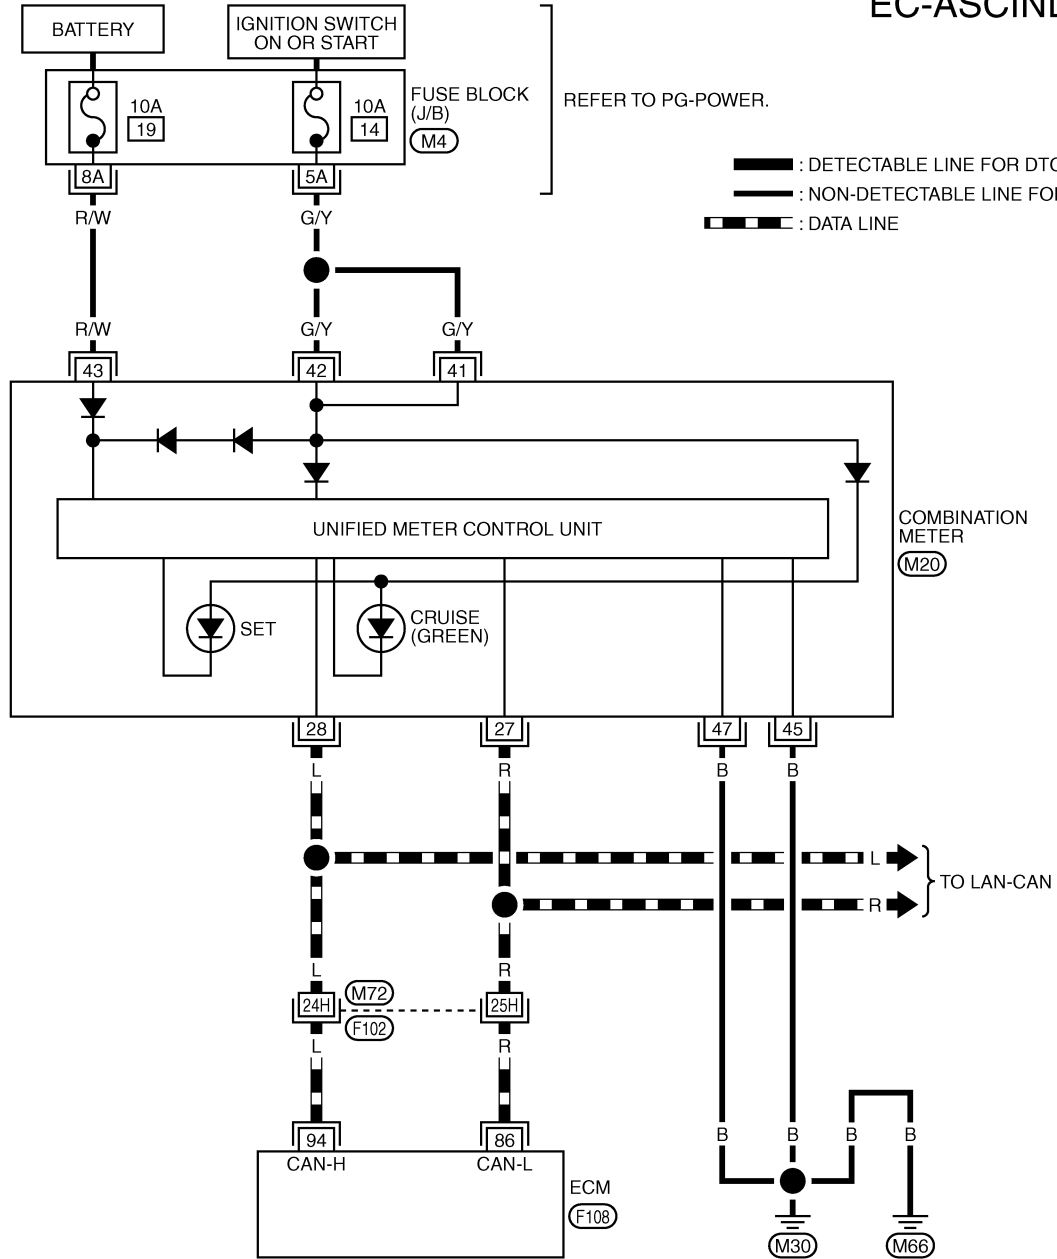 EC-ASCIND
BATTERY
IGNITION SWITCH
ON OR START
10A
19
10A
14
FUSE BLOCK
(J/B)
M4
REFER TO PG-POWER.
8A
5A
: DETECTABLE LINE FOR DTC
: NON-DETECTABLE LINE FOR
: DATA LINE
R/W
G/Y
R/W
G/Y
G/Y
43
42
41
UNIFIED METER CONTROL UNIT
COMBINATION
METER
M20
SET
CRUISE
(GREEN)
28
27
47
45
L
R
B
B
L
R
TO LAN-CAN
L
R
24H
M72
F102
25H
L
R
94
86
CAN-H
CAN-L
ECM
F108
B
B
B
B
M30
M66